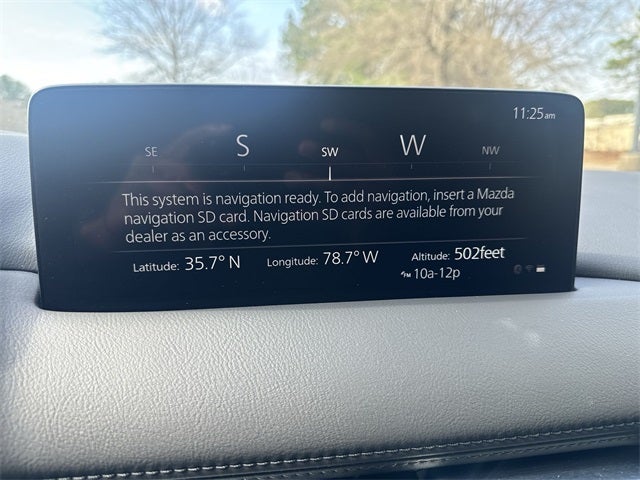 11:25am
SE S SW W NW
This system is navigation ready. To add navigation, insert a Mazda
navigation SD card. Navigation SD cards are available from your
dealer as an accessory.
Latitude: 35.7° N Longitude: 78.7° W Altitude: 502feet
FM 10a-12p